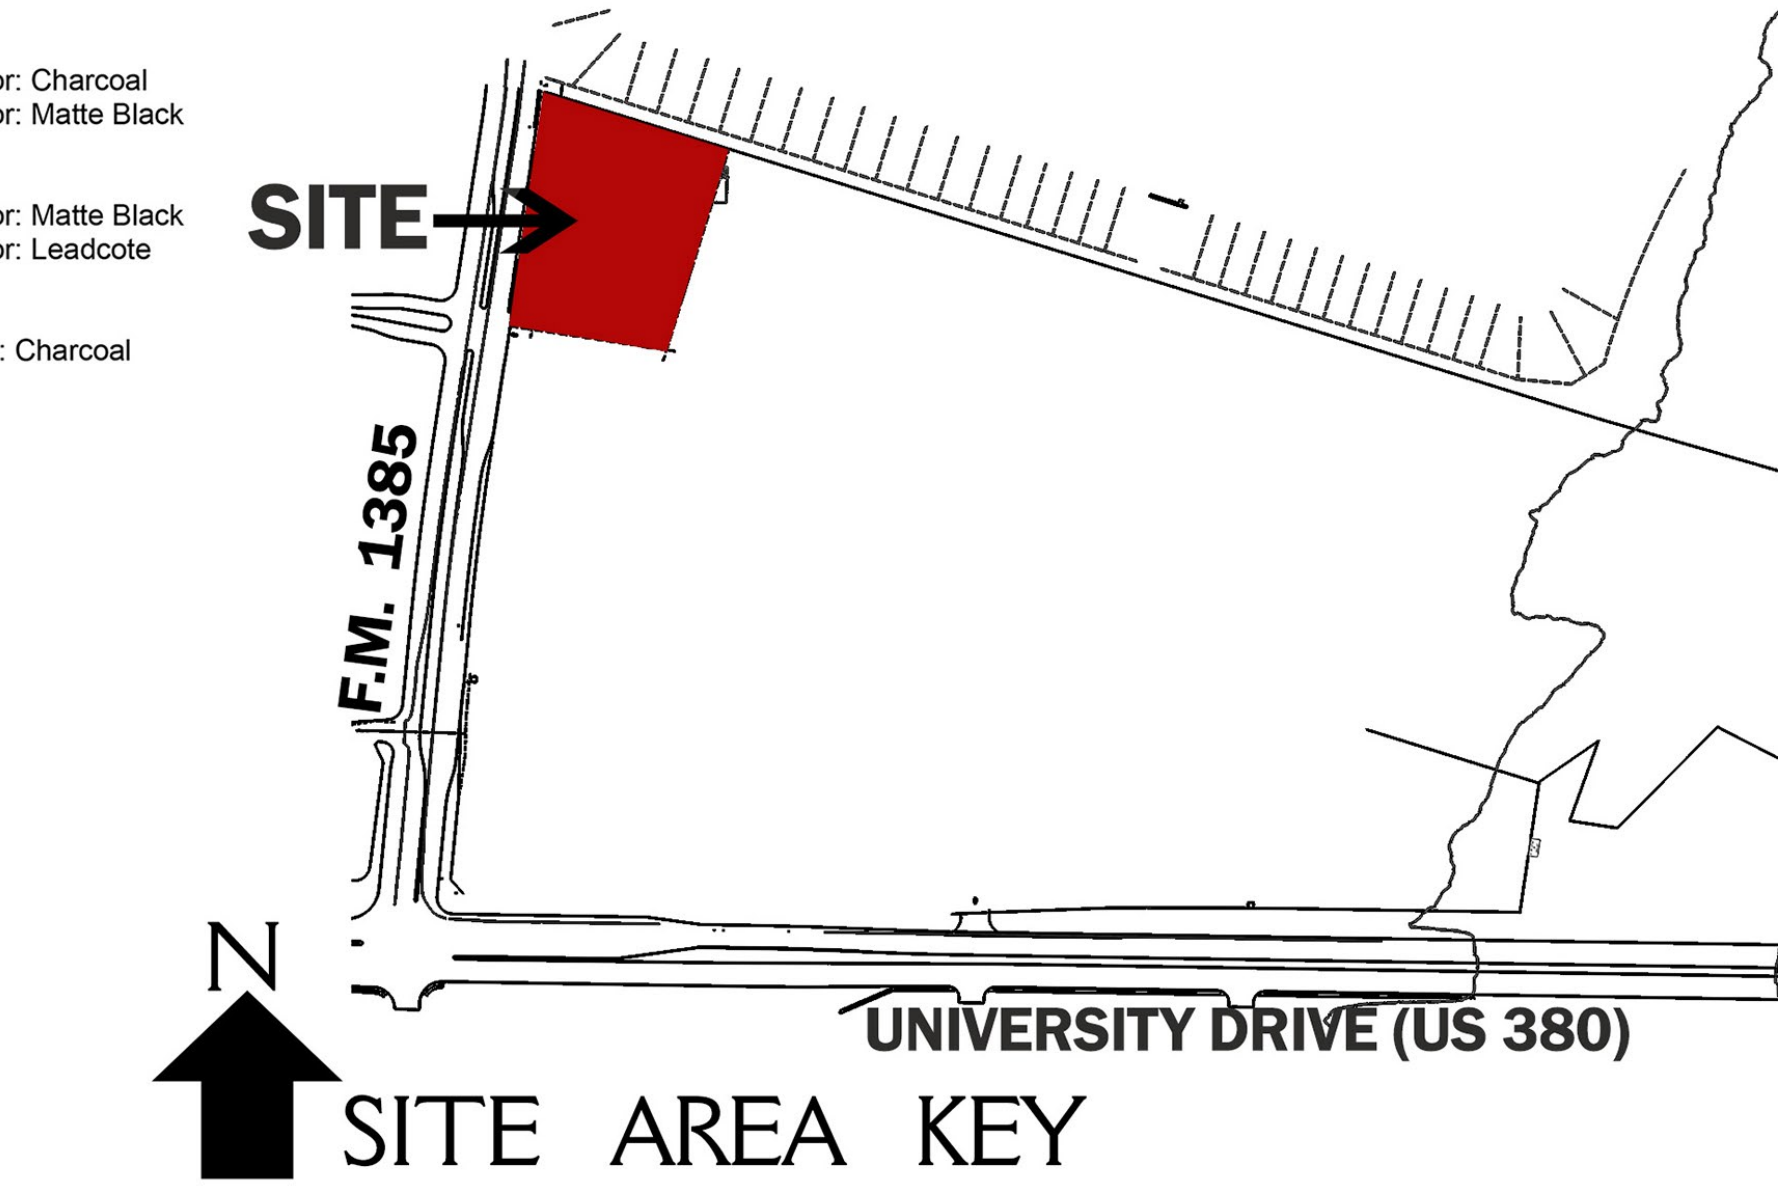 or: Charcoal
or: Matte Black
or: Matte Black
or: Leadcote
: Charcoal
SITE
F.M. 1385
UNIVERSITY DRIVE (US 380)
N
SITE AREA KEY